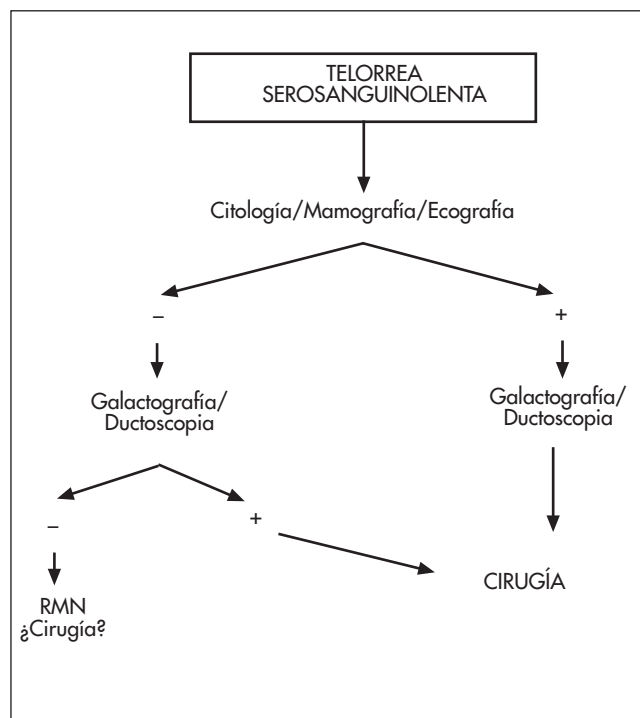 TELORREA
SEROSANGUINOLENTA
Citología/Mamografía/Ecografía
–
+
Galactografía/
Ductoscopia
Galactografía/
Ductoscopia
–
+
CIRUGÍA
RMN
¿Cirugía?